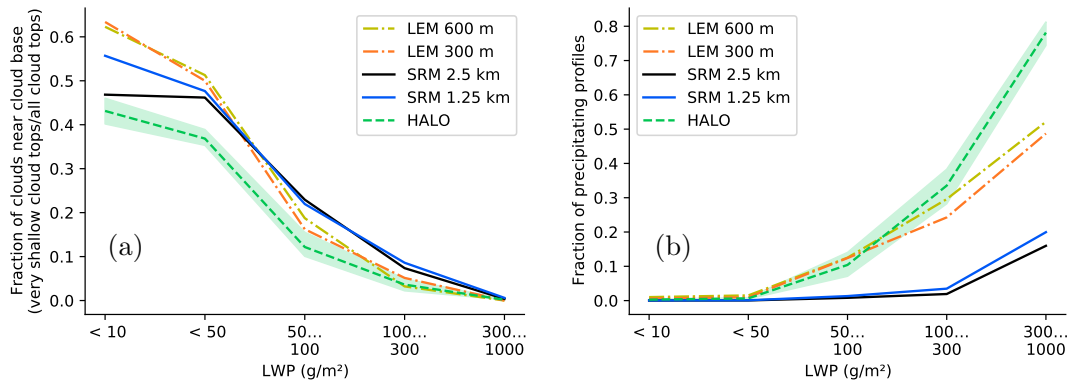 Fraction of clouds near cloud base
(very shallow cloud tops/all cloud tops)
0.6
0.5
0.4
0.3
0.2
0.1
0.0
LEM 600 m
LEM 300 m
SRM 2.5 km
SRM 1.25 km
HALO
(a)
< 10
< 50
50...
100
100...
300
300...
1000
LWP (g/m²)
Fraction of precipitating profiles
0.8
0.7
0.6
0.5
0.4
0.3
0.2
0.1
0.0
LEM 600 m
LEM 300 m
SRM 2.5 km
SRM 1.25 km
HALO
(b)
< 10
< 50
50...
100
100...
300
300...
1000
LWP (g/m²)